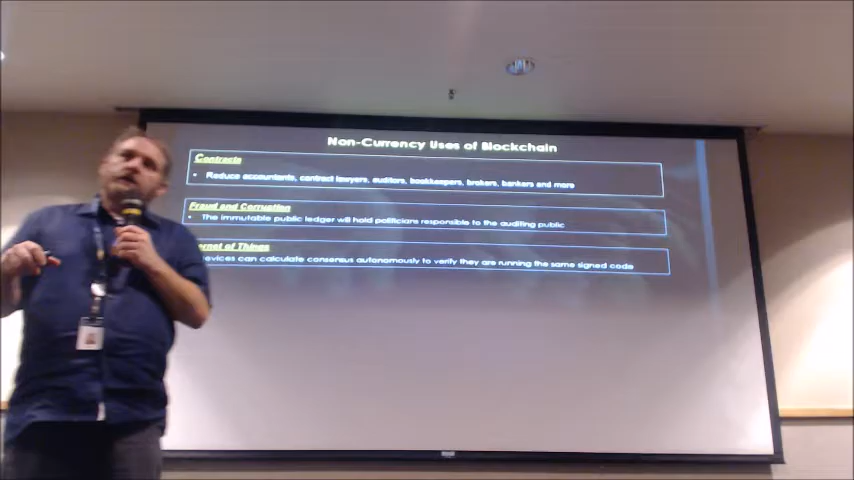 Non-Currency Uses of Blockchain
Contracts
• Reduce accountants, contract lawyers, auditors, bookkeepers, brokers, bankers and more
Fraud and Corruption
• The immutable public ledger will hold politicians responsible to the auditing public
ernet of Things
evices can calculate consensus autonomously to verify they are running the same signed code